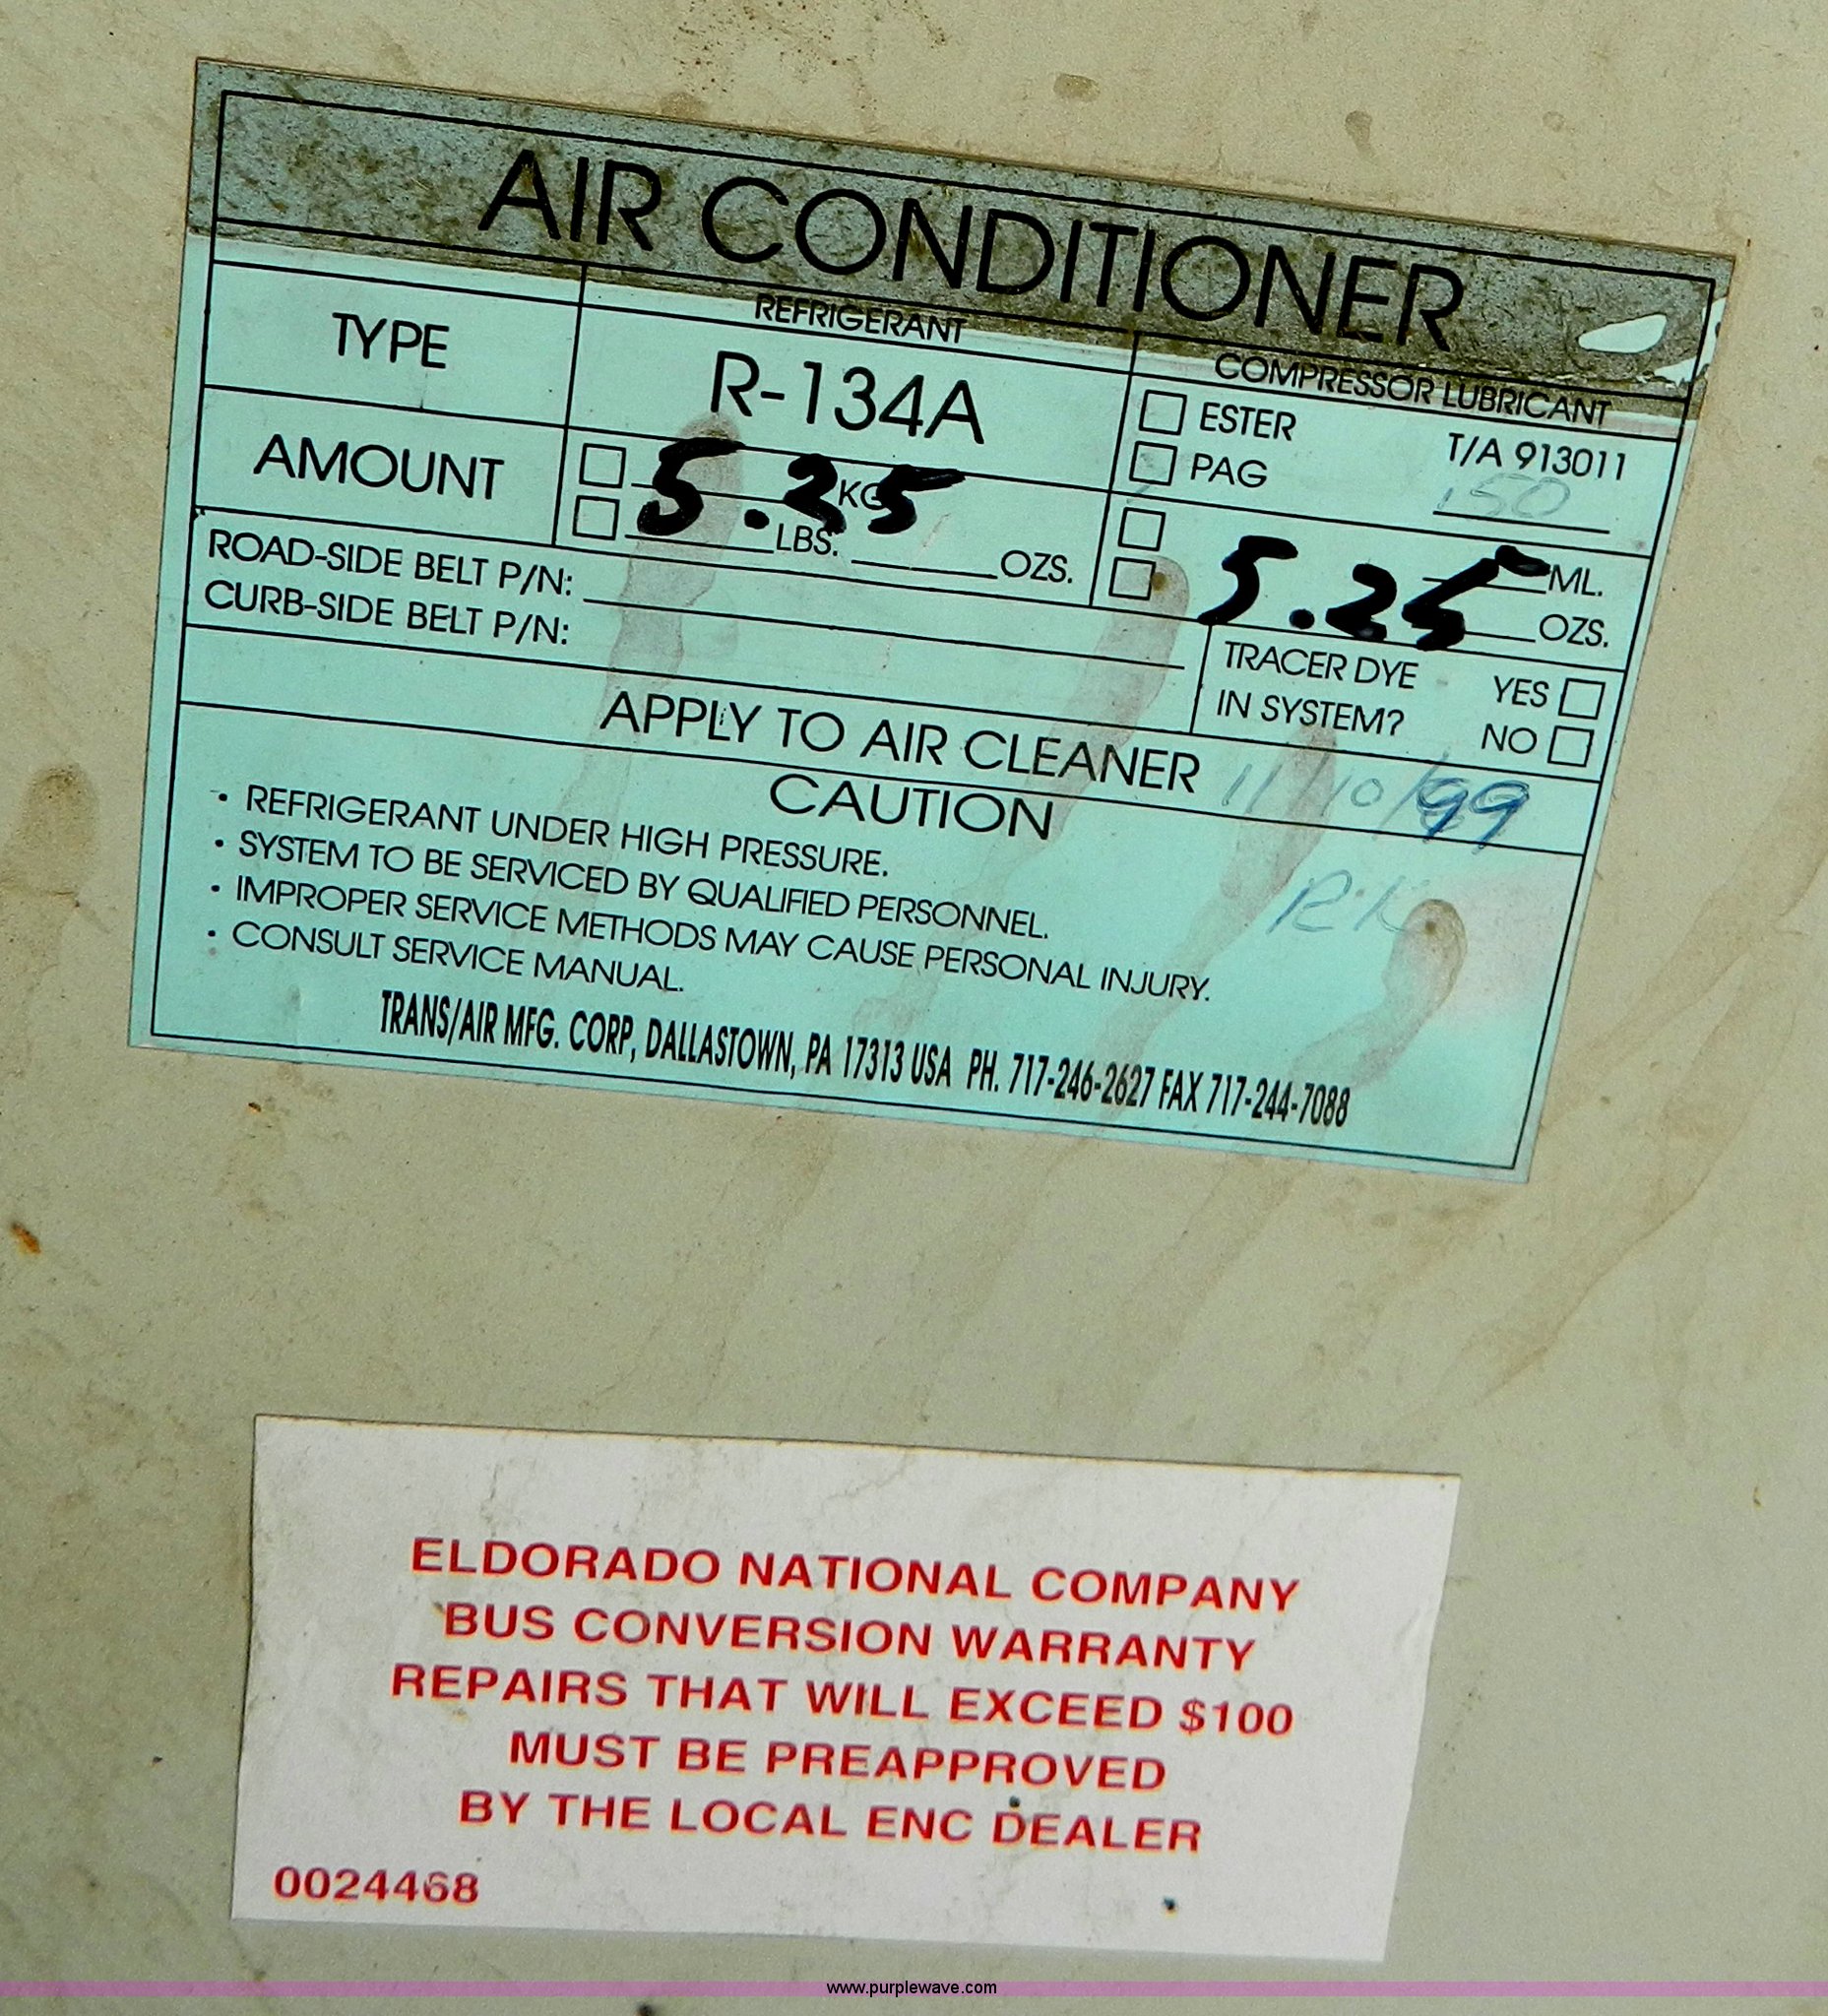 AIR CONDITIONER
REFRIGERANT
COMPRESSOR LUBRICANT
TYPE
R-134A
ESTER
T/A 913011
PAG
150
AMOUNT
5.25
KG
LBS.
OZS.
5.25
ML.
OZS.
ROAD-SIDE BELT P/N:
CURB-SIDE BELT P/N:
TRACER DYE
IN SYSTEM?
YES
NO
APPLY TO AIR CLEANER
11/10/99
CAUTION
• REFRIGERANT UNDER HIGH PRESSURE.
• SYSTEM TO BE SERVICED BY QUALIFIED PERSONNEL.
• IMPROPER SERVICE METHODS MAY CAUSE PERSONAL INJURY.
• CONSULT SERVICE MANUAL.
TRANS/AIR MFG. CORP, DALLASTOWN, PA 17313 USA PH. 717-246-2627 FAX 717-244-7088
ELDORADO NATIONAL COMPANY
BUS CONVERSION WARRANTY
REPAIRS THAT WILL EXCEED $100
MUST BE PREAPPROVED
BY THE LOCAL ENC DEALER
0024468
www.purplewave.com